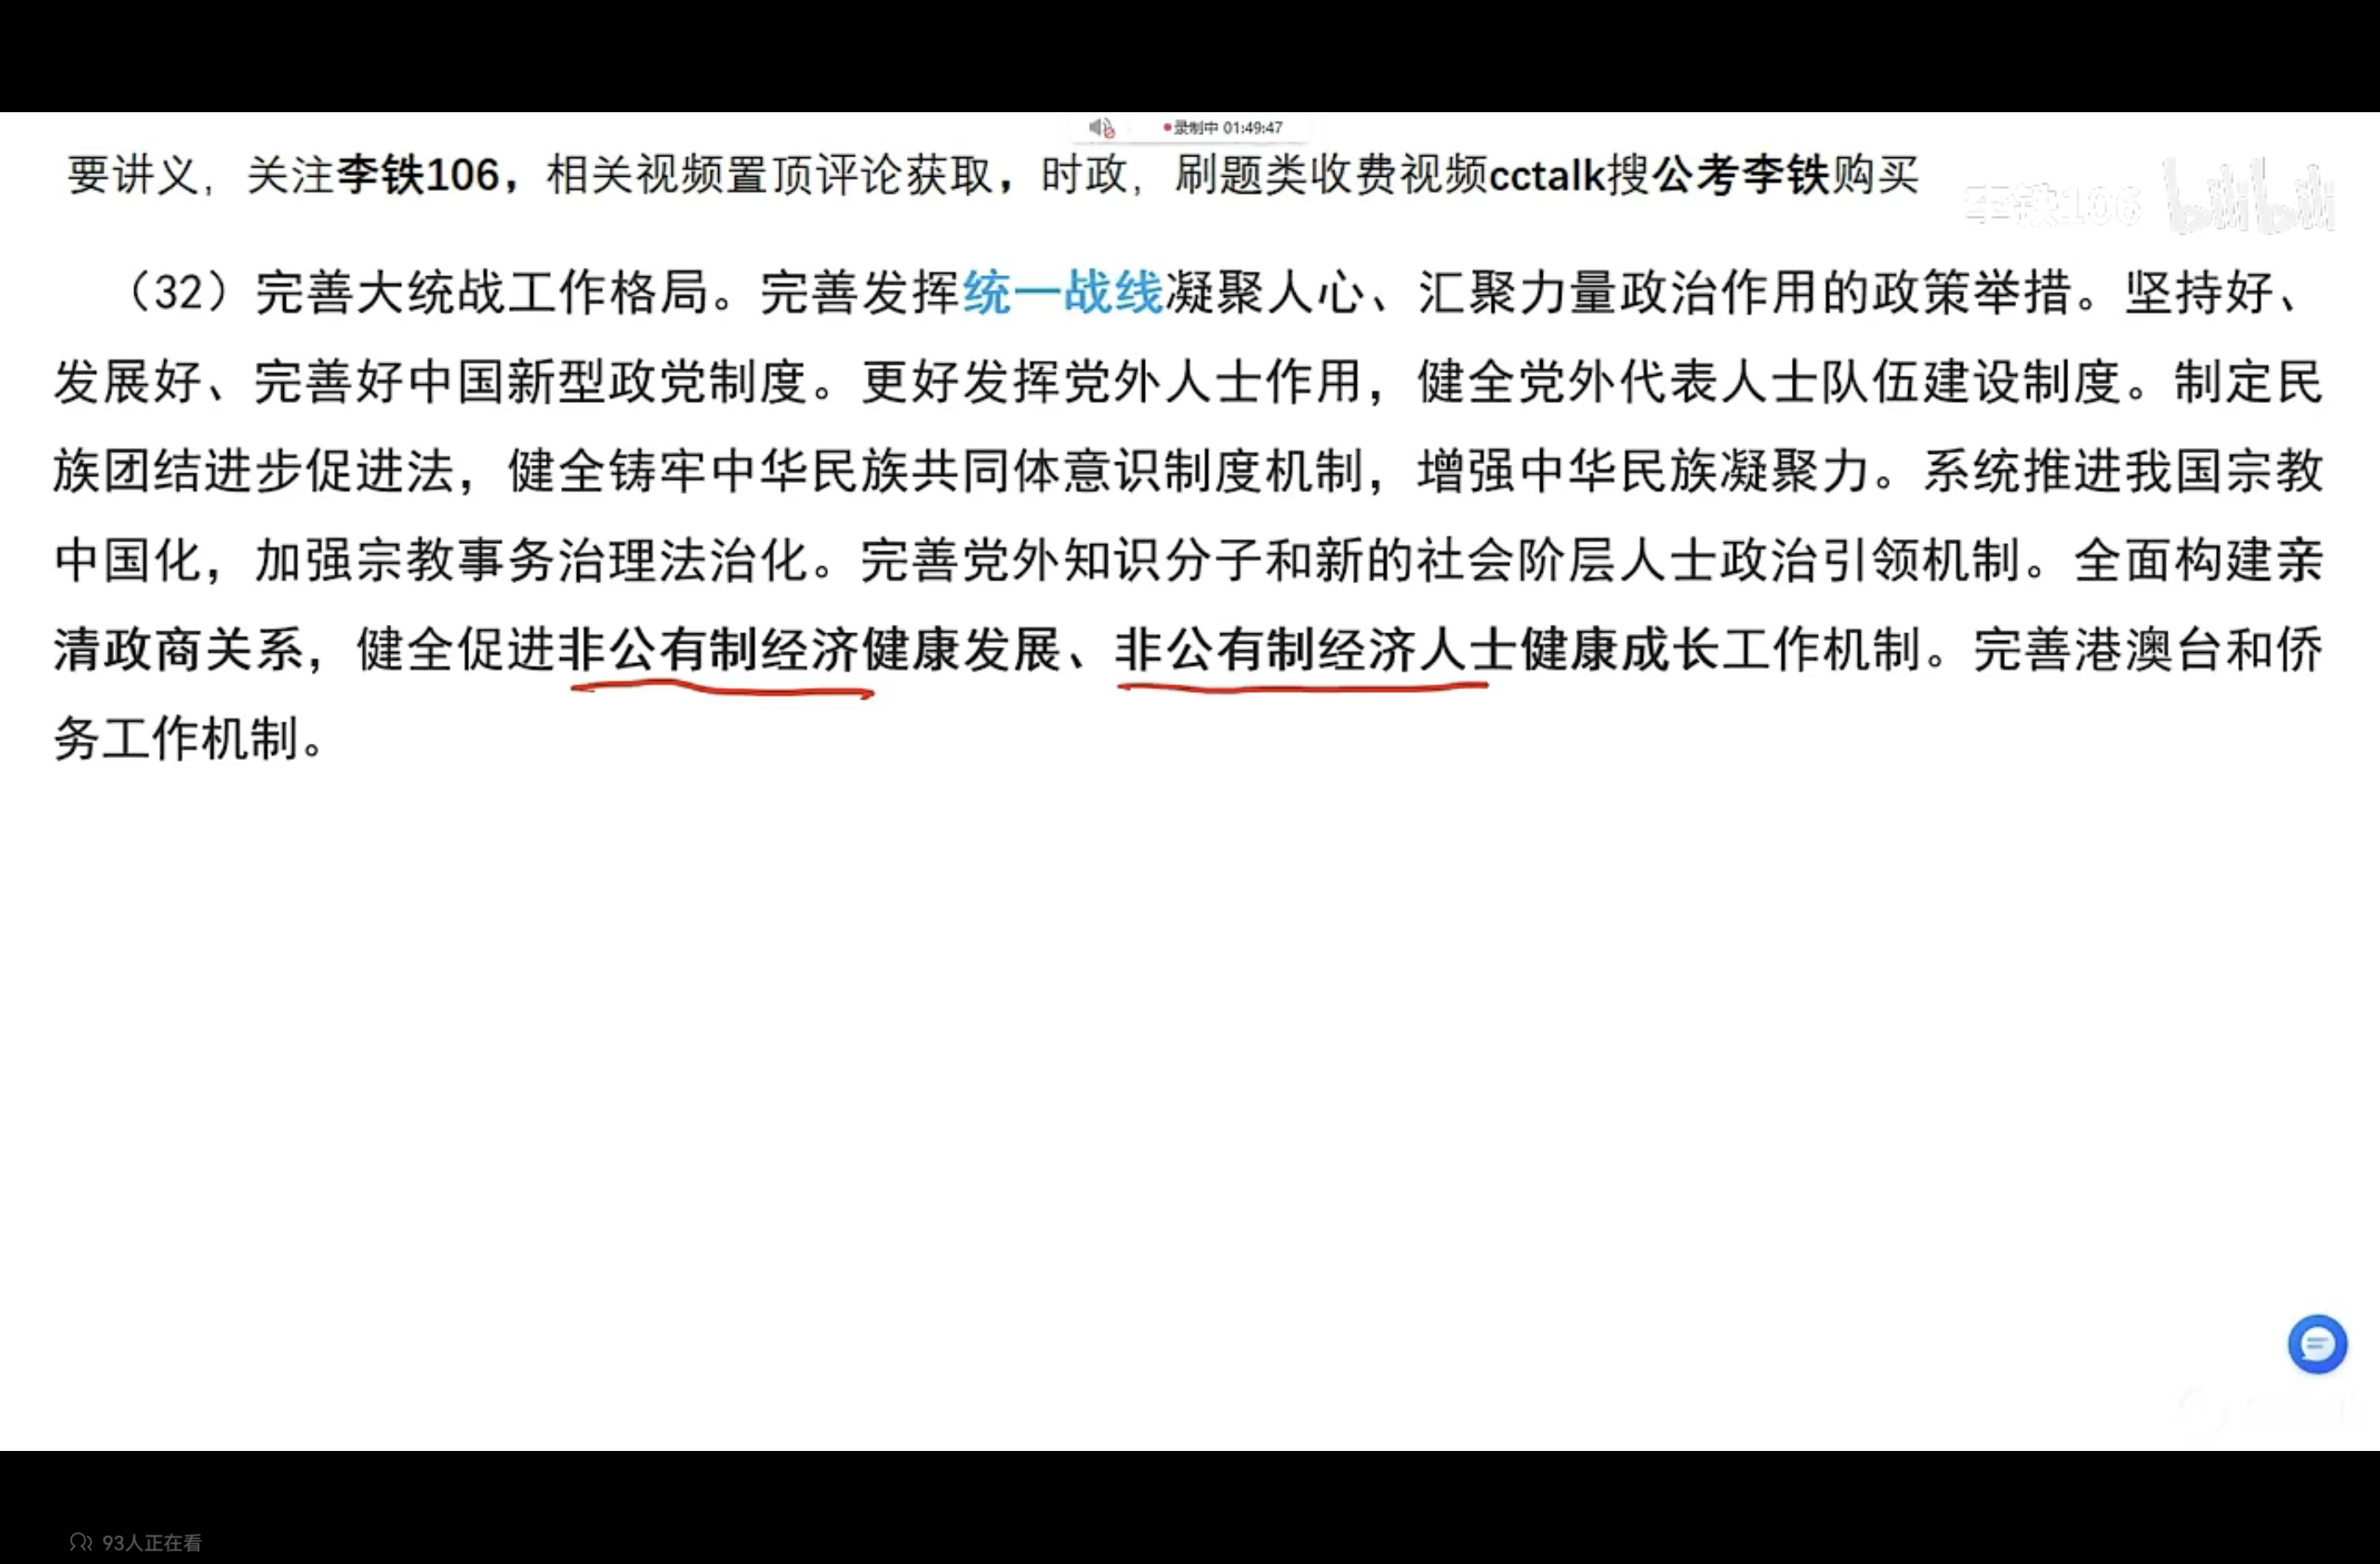 录制中 01:49:47
要讲义，关注李铁106，相关视频置顶评论获取，时政，刷题类收费视频cctalk搜公考李铁购买
李铁106 bilibili
（32）完善大统战工作格局。完善发挥统一战线凝聚人心、汇聚力量政治作用的政策举措。坚持好、
发展好、完善好中国新型政党制度。更好发挥党外人士作用，健全党外代表人士队伍建设制度。制定民
族团结进步促进法，健全铸牢中华民族共同体意识制度机制，增强中华民族凝聚力。系统推进我国宗教
中国化，加强宗教事务治理法治化。完善党外知识分子和新的社会阶层人士政治引领机制。全面构建亲
清政商关系，健全促进非公有制经济健康发展、非公有制经济人士健康成长工作机制。完善港澳台和侨
务工作机制。
93人正在看